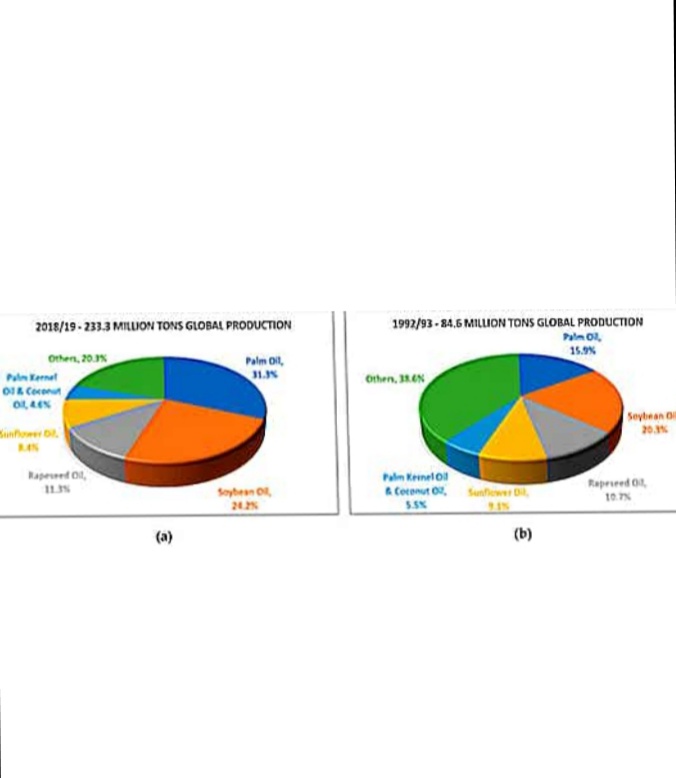 2018/19 - 233.3 MILLION TONS GLOBAL PRODUCTION
Others, 20.3%
Palm Oil,
31.3%
Palm Kernel
Oil & Coconut
Oil, 4.6%
Sunflower Oil,
8.4%
Rapeseed Oil,
11.3%
Soybean Oil,
24.2%
(a)
1992/93 - 84.6 MILLION TONS GLOBAL PRODUCTION
Palm Oil,
15.9%
Others, 38.6%
Soybean Oil
20.3%
Palm Kernel Oil
& Coconut Oil,
5.5%
Sunflower Oil,
9.1%
Rapeseed Oil,
10.7%
(b)